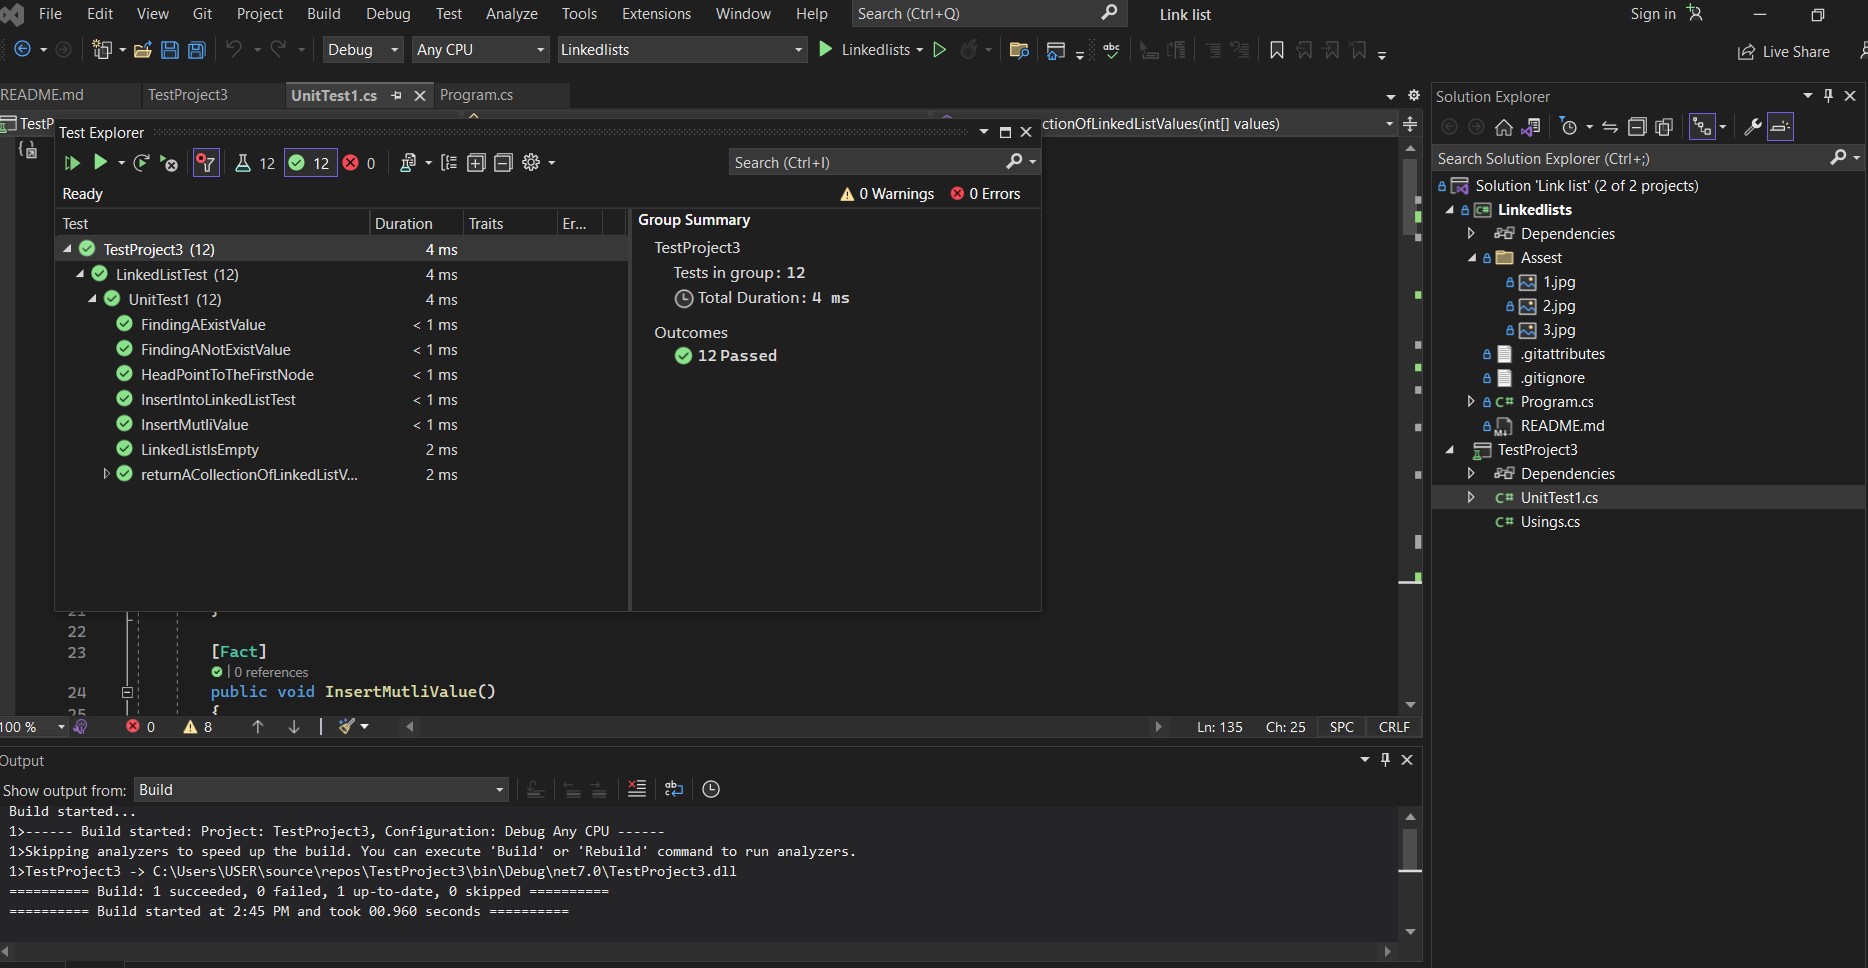 File Edit View Git Project Build Debug Test Analyze Tools Extensions Window Help Search (Ctrl+Q) Link list Sign in
Debug Any CPU Linkedlists Linkedlists Live Share
README.md TestProject3 UnitTest1.cs Program.cs
TestP
ctionOfLinkedListValues(int[] values)
Test Explorer
12 12 0 Search (Ctrl+I)
Ready 0 Warnings 0 Errors
Test Duration Traits Er...
TestProject3 (12) 4 ms
LinkedListTest (12) 4 ms
UnitTest1 (12) 4 ms
FindingAExistValue < 1 ms
FindingANotExistValue < 1 ms
HeadPointToTheFirstNode < 1 ms
InsertIntoLinkedListTest < 1 ms
InsertMutliValue < 1 ms
LinkedListIsEmpty 2 ms
returnACollectionOfLinkedListV... 2 ms
Group Summary
TestProject3
Tests in group: 12
Total Duration: 4 ms
Outcomes
12 Passed
21 }
22
23 [Fact]
0 references
24 public void InsertMutliValue()
25 {
100 % 0 8 Ln: 135 Ch: 25 SPC CRLF
Output
Show output from: Build
Build started...
1>------ Build started: Project: TestProject3, Configuration: Debug Any CPU ------
1>Skipping analyzers to speed up the build. You can execute 'Build' or 'Rebuild' command to run analyzers.
1>TestProject3 -> C:\Users\USER\source\repos\TestProject3\bin\Debug\net7.0\TestProject3.dll
========== Build: 1 succeeded, 0 failed, 1 up-to-date, 0 skipped ==========
========== Build started at 2:45 PM and took 00.960 seconds ==========
Solution Explorer
Search Solution Explorer (Ctrl+;)
Solution 'Link list' (2 of 2 projects)
Linkedlists
Dependencies
Assest
1.jpg
2.jpg
3.jpg
.gitattributes
.gitignore
C# Program.cs
README.md
TestProject3
Dependencies
C# UnitTest1.cs
C# Usings.cs